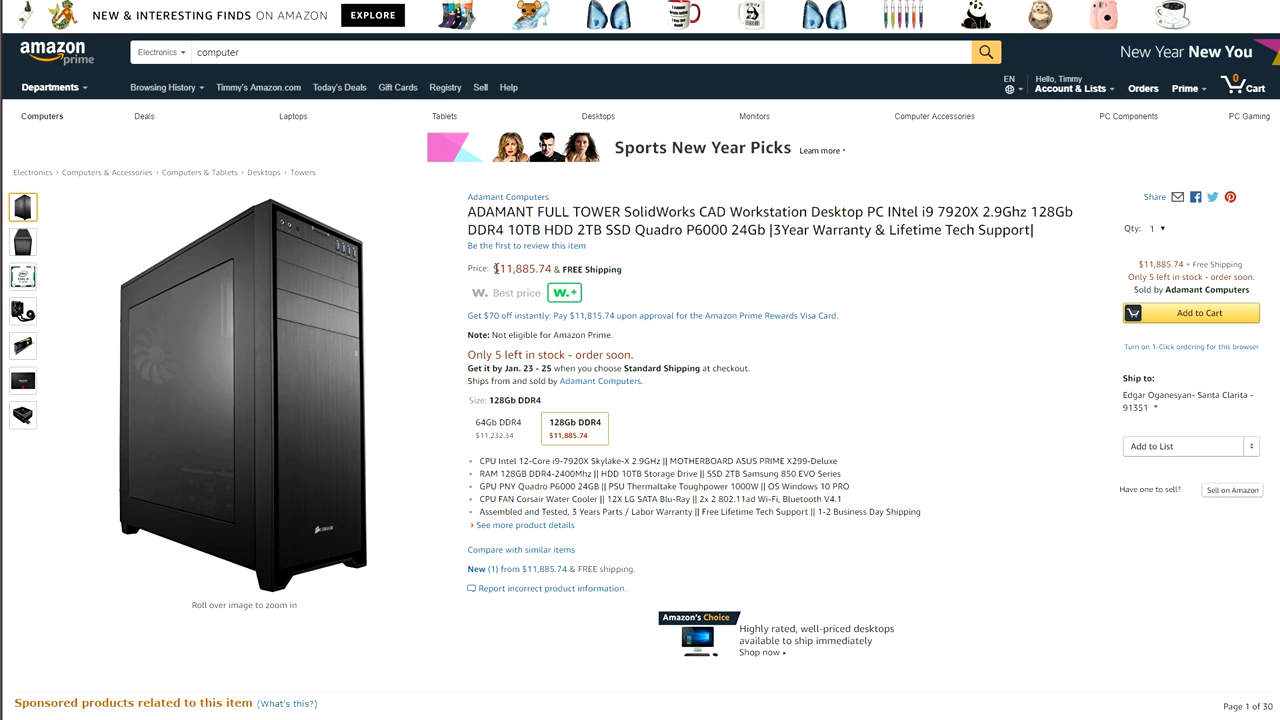 NEW & INTERESTING FINDS ON AMAZON EXPLORE
amazon prime
Electronics computer
New Year New You
Departments Browsing History Timmy's Amazon.com Today's Deals Gift Cards Registry Sell Help
EN Hello, Timmy Account & Lists Orders Prime 0 Cart
Computers Deals Laptops Tablets Desktops Monitors Computer Accessories PC Components PC Gaming
Sports New Year Picks Learn more
Electronics › Computers & Accessories › Computers & Tablets › Desktops › Towers
Adamant Computers
ADAMANT FULL TOWER SolidWorks CAD Workstation Desktop PC INtel i9 7920X 2.9Ghz 128Gb
DDR4 10TB HDD 2TB SSD Quadro P6000 24Gb |3Year Warranty & Lifetime Tech Support|
Be the first to review this item
Price: $11,885.74 & FREE Shipping
w. Best price w.+
Get $70 off instantly: Pay $11,815.74 upon approval for the Amazon Prime Rewards Visa Card.
Note: Not eligible for Amazon Prime.
Only 5 left in stock - order soon.
Get it by Jan. 23 - 25 when you choose Standard Shipping at checkout.
Ships from and sold by Adamant Computers.
Size: 128Gb DDR4
64Gb DDR4 128Gb DDR4
$11,232.34 $11,885.74
CPU Intel 12-Core i9-7920X Skylake-X 2.9GHz || MOTHERBOARD ASUS PRIME X299-Deluxe
RAM 128GB DDR4-2400Mhz || HDD 10TB Storage Drive || SSD 2TB Samsung 850 EVO Series
GPU PNY Quadro P6000 24GB || PSU Thermaltake Toughpower 1000W || OS Windows 10 PRO
CPU FAN Corsair Water Cooler || 12X LG SATA Blu-Ray || 2x 2 802.11ad Wi-Fi, Bluetooth V4.1
Assembled and Tested, 3 Years Parts / Labor Warranty || Free Lifetime Tech Support || 1-2 Business Day Shipping
› See more product details
Compare with similar items
New (1) from $11,885.74 & FREE shipping.
Report incorrect product information.
Roll over image to zoom in
CORSAIR
Share
Qty: 1
$11,885.74 + Free Shipping
Only 5 left in stock - order soon.
Sold by Adamant Computers
Add to Cart
Turn on 1-Click ordering for this browser
Ship to:
Edgar Oganesyan- Santa Clarita -
91351
Add to List
Have one to sell? Sell on Amazon
Amazon's Choice
Highly rated, well-priced desktops
available to ship immediately
Shop now
Sponsored products related to this item (What's this?)
Page 1 of 30